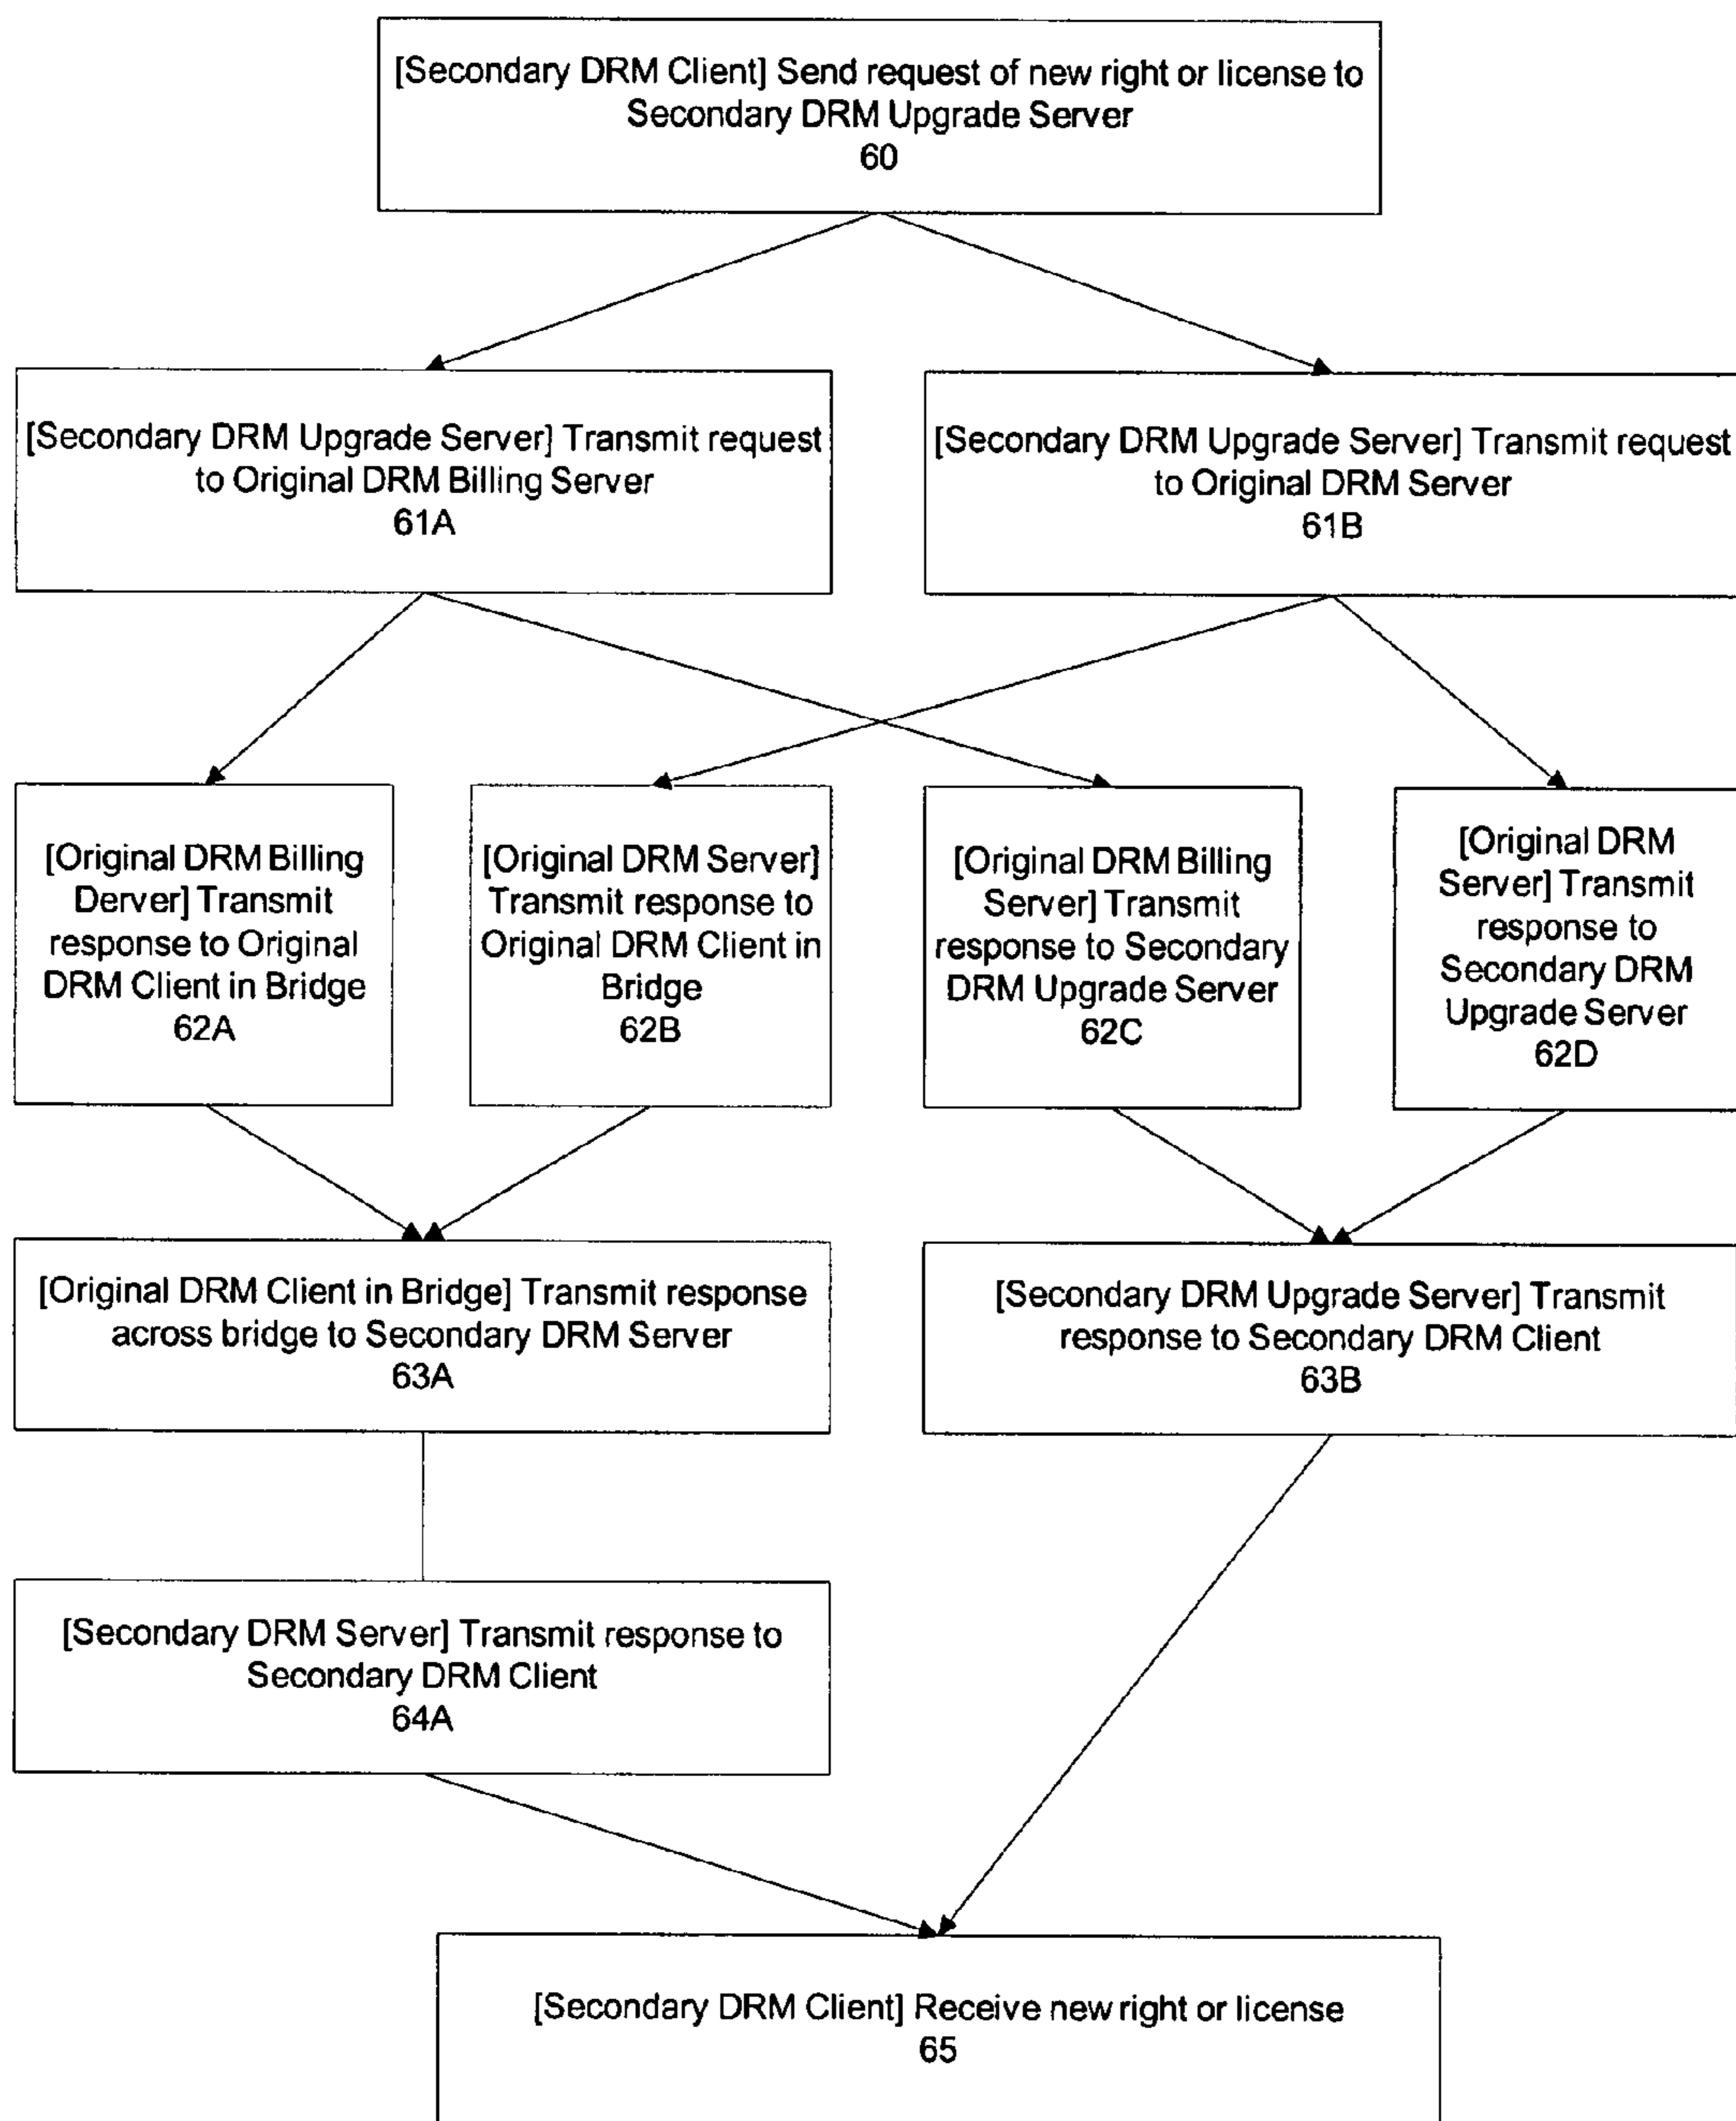 [Secondary DRM Client] Send request of new right or license to
Secondary DRM Upgrade Server
60
[Secondary DRM Upgrade Server] Transmit request
to Original DRM Billing Server
61A
[Secondary DRM Upgrade Server] Transmit request
to Original DRM Server
61B
[Original DRM Billing
Derver] Transmit
response to Original
DRM Client in Bridge
62A
[Original DRM Server]
Transmit response to
Original DRM Client in
Bridge
62B
[Original DRM Billing
Server] Transmit
response to Secondary
DRM Upgrade Server
62C
[Original DRM
Server] Transmit
response to
Secondary DRM
Upgrade Server
62D
[Original DRM Client in Bridge] Transmit response
across bridge to Secondary DRM Server
63A
[Secondary DRM Upgrade Server] Transmit
response to Secondary DRM Client
63B
[Secondary DRM Server] Transmit response to
Secondary DRM Client
64A
[Secondary DRM Client] Receive new right or license
65